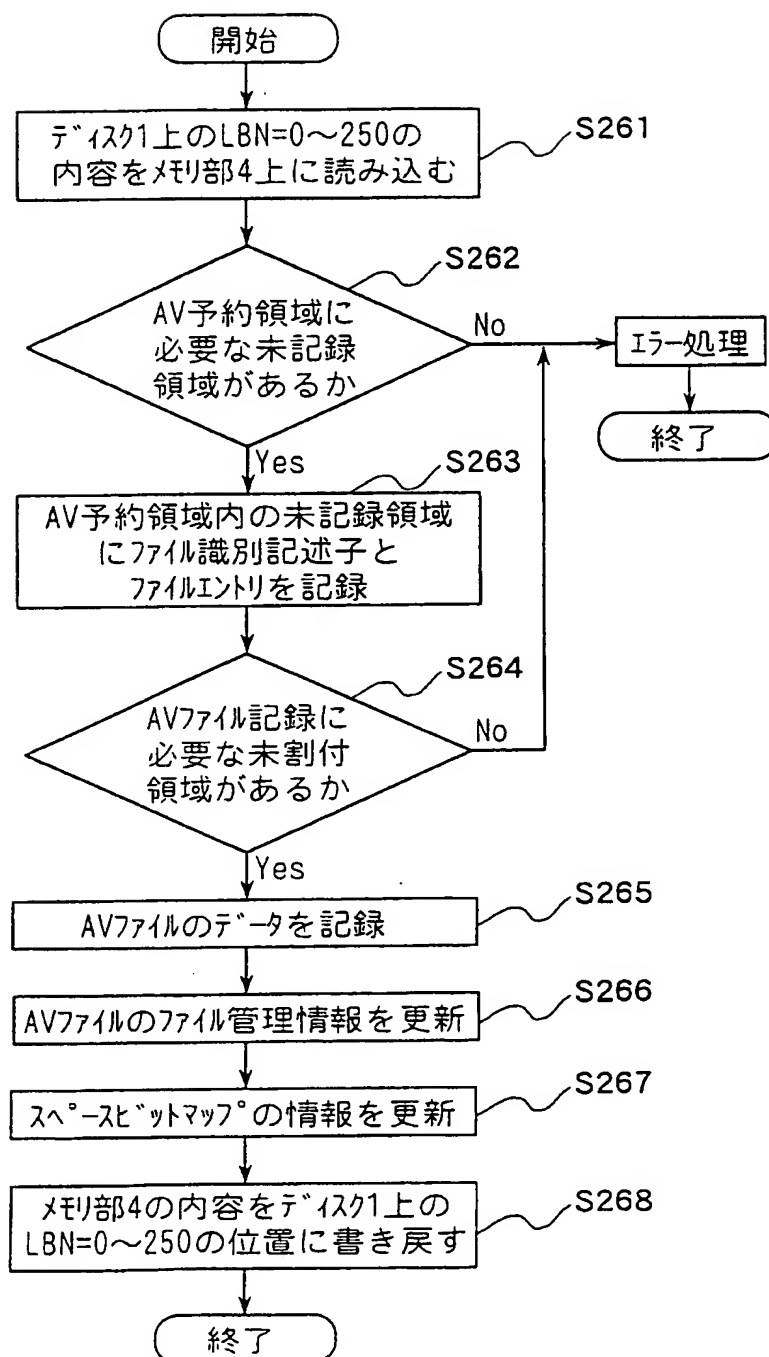 開始
ディスク1上のLBN=0～250の
内容をメモリ部4上に読み込む
S261
S262
AV予約領域に
必要な未記録
領域があるか
No
エラー処理
終了
Yes
S263
AV予約領域内の未記録領域
にファイル識別記述子と
ファイルエントリを記録
S264
AVファイル記録に
必要な未割付
領域があるか
No
Yes
S265
AVファイルのデータを記録
S266
AVファイルのファイル管理情報を更新
S267
スペースビットマップの情報を更新
S268
メモリ部4の内容をディスク1上の
LBN=0～250の位置に書き戻す
終了